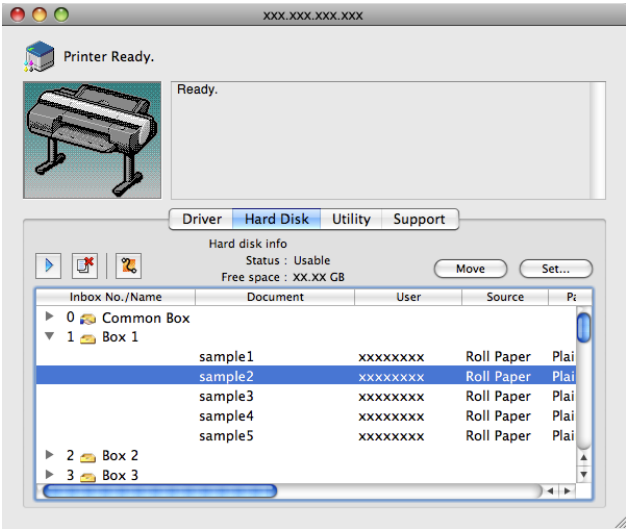 xxx.xxx.xxx.xxx
Printer Ready.
Ready.
Driver Hard Disk Utility Support
Hard disk info
Status : Usable
Free space : XX.XX GB
Move Set...
Inbox No./Name Document User Source Pa
0 Common Box
1 Box 1
sample1 xxxxxxxx Roll Paper Plai
sample2 xxxxxxxx Roll Paper Plai
sample3 xxxxxxxx Roll Paper Plai
sample4 xxxxxxxx Roll Paper Plai
sample5 xxxxxxxx Roll Paper Plai
2 Box 2
3 Box 3